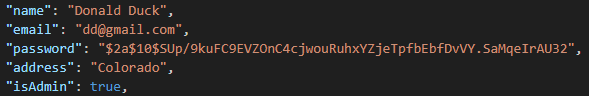 "name": "Donald Duck",
"email": "dd@gmail.com",
"password": "$2a$10$SUp/9kuFC9EVZOnC4cjwouRuhxYZjeTpfbEbfDvVY.SaMqeIrAU32",
"address": "Colorado",
"isAdmin": true,